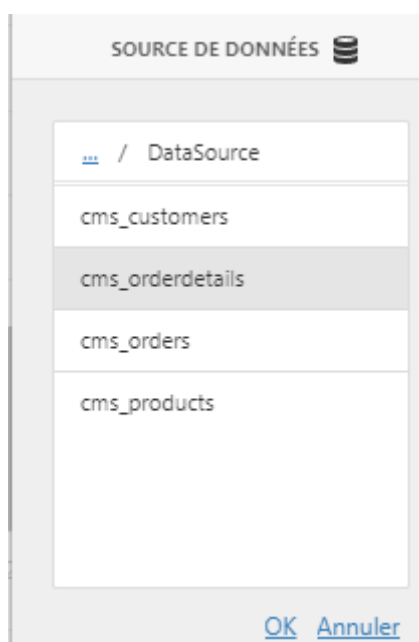 SOURCE DE DONNÉES
... / DataSource
cms_customers
cms_orderdetails
cms_orders
cms_products
OK Annuler